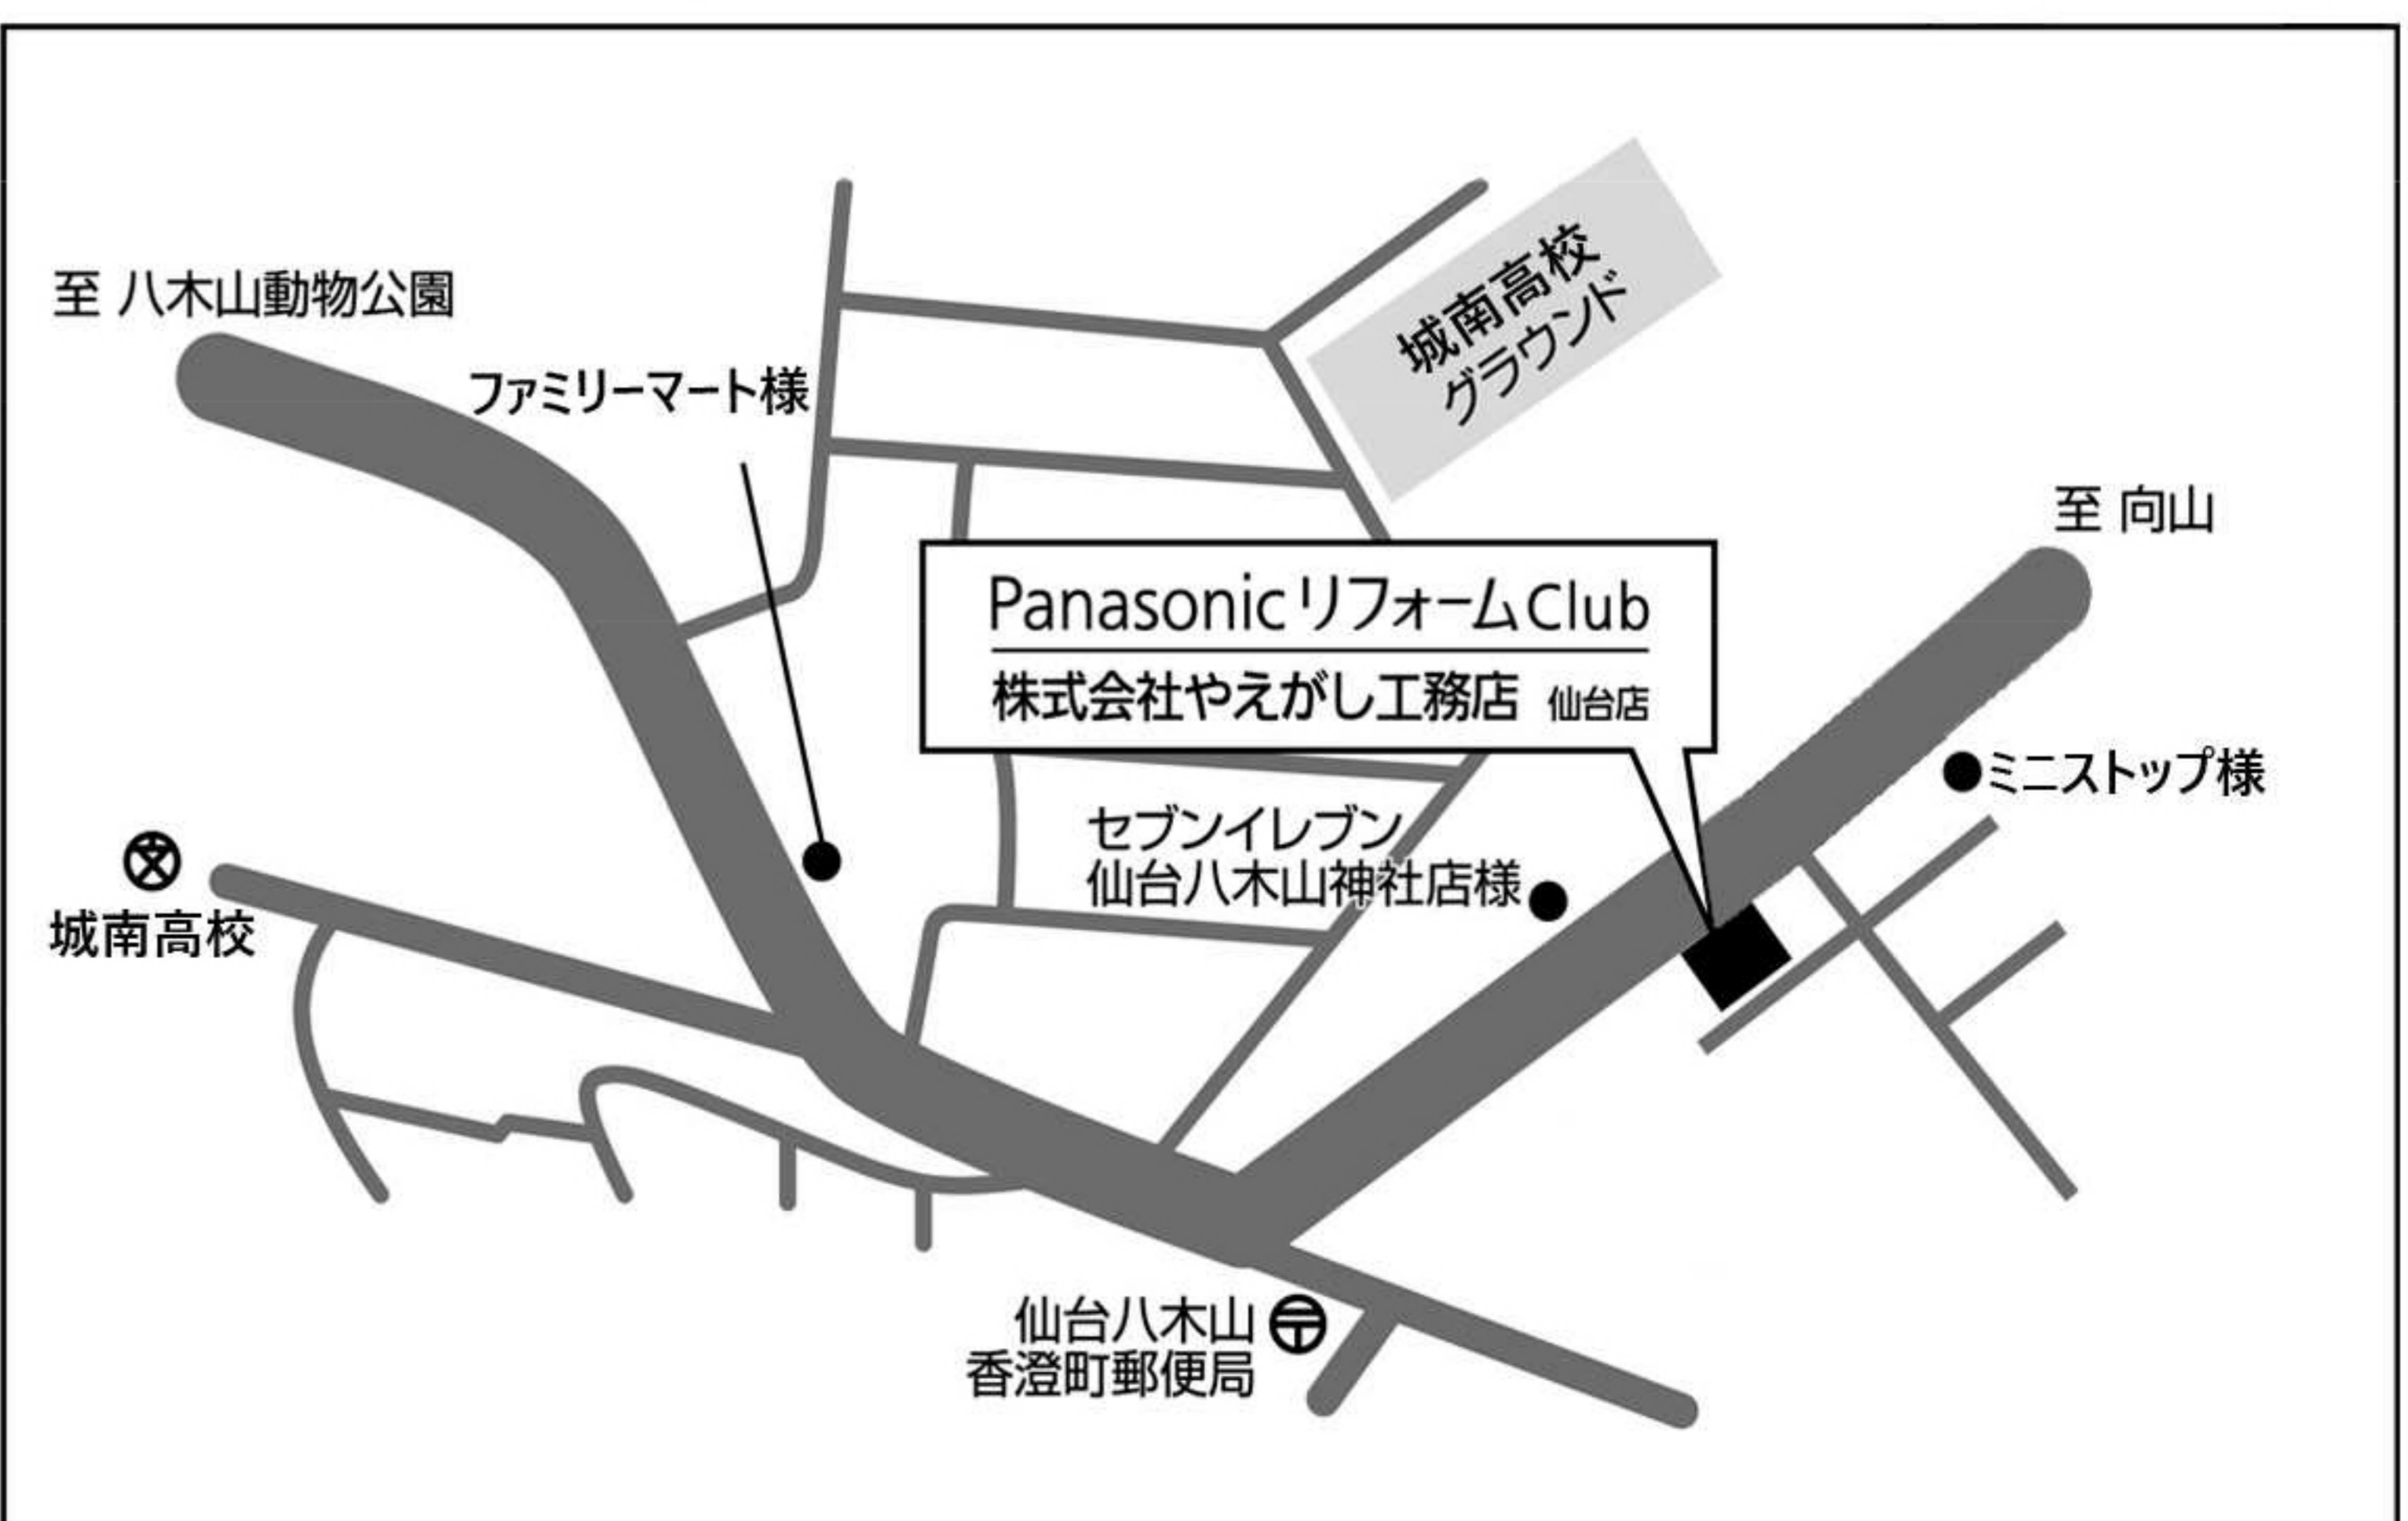 城南高校
グラウンド
至 八木山動物公園
ファミリーマート様
至 向山
Panasonic リフォームClub
株式会社やえがし工務店 仙台店
ミニストップ様
セブンイレブン
仙台八木山神社店様
城南高校
仙台八木山
香澄町郵便局